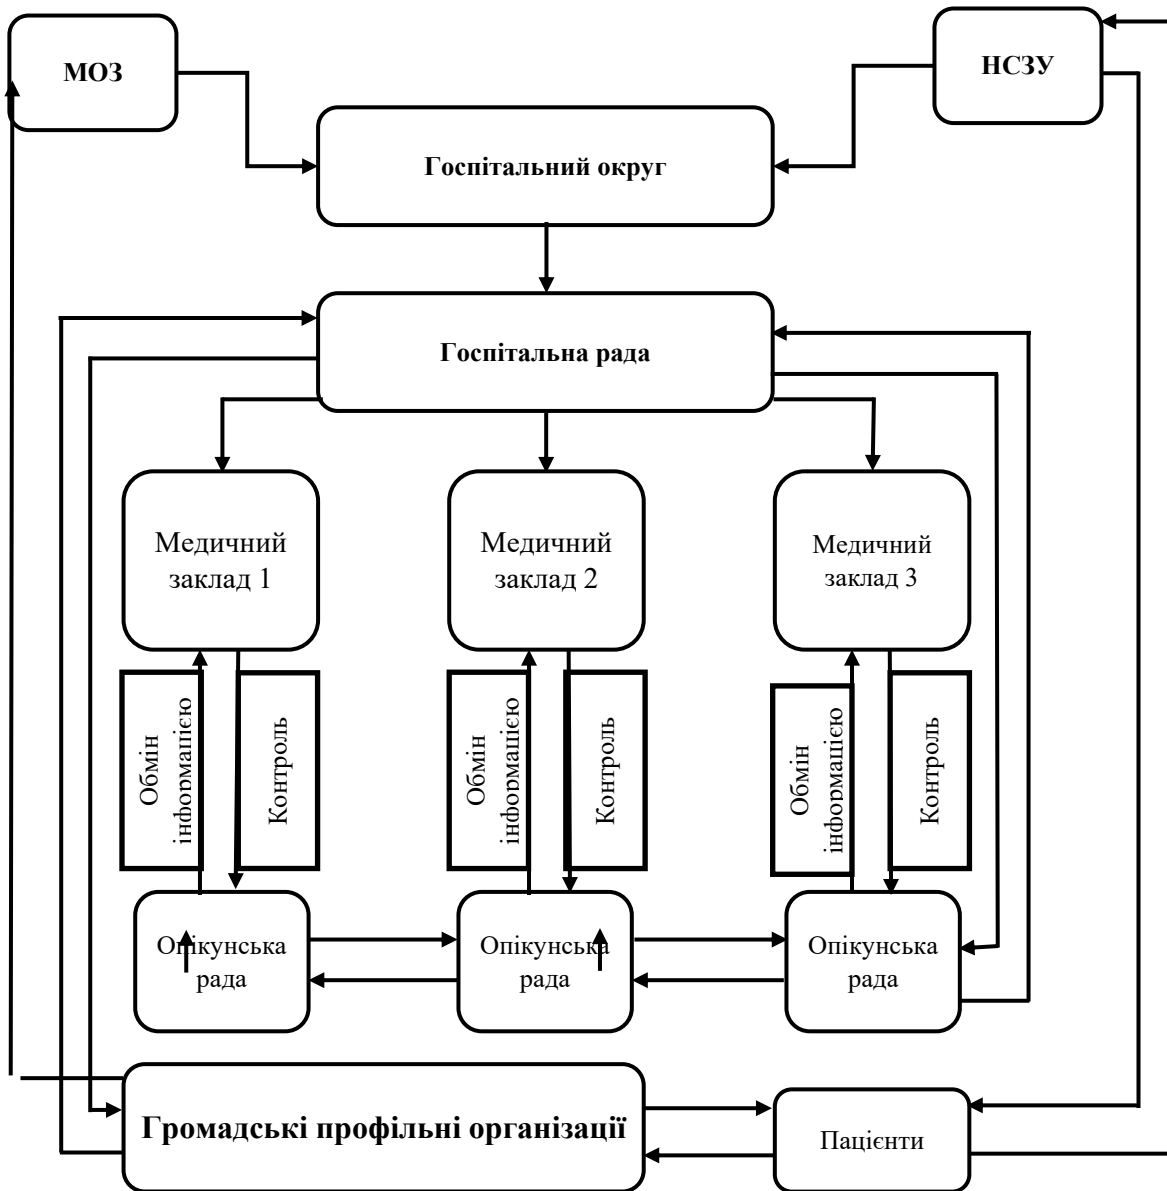 МОЗ
НСЗУ
Госпітальний округ
Госпітальна рада
Медичний
заклад 1
Медичний
заклад 2
Медичний
заклад 3
Обмін
інформацією
Контроль
Обмін
інформацією
Контроль
Обмін
інформацією
Контроль
Опікунська
рада
Опікунська
рада
Опікунська
рада
Громадські профільні організації
Пацієнти